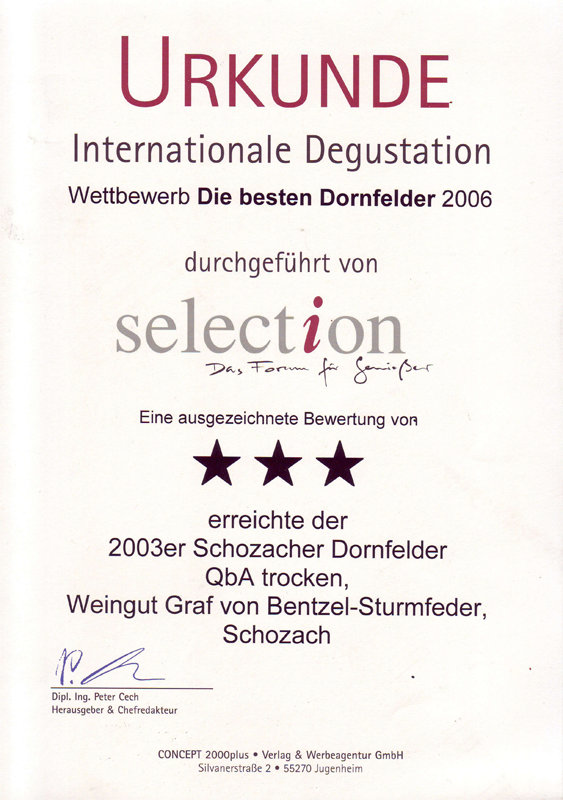 URKUNDE
Internationale Degustation
Wettbewerb Die besten Dornfelder 2006
durchgeführt von
selection
Das Forum für Genießer
Eine ausgezeichnete Bewertung von
★ ★ ★
erreichte der
2003er Schozacher Dornfelder
QbA trocken,
Weingut Graf von Bentzel-Sturmfeder,
Schozach
Dipl. Ing. Peter Cech
Herausgeber & Chefredakteur
CONCEPT 2000plus • Verlag & Werbeagentur GmbH
Silvanerstraße 2 • 55270 Jugenheim